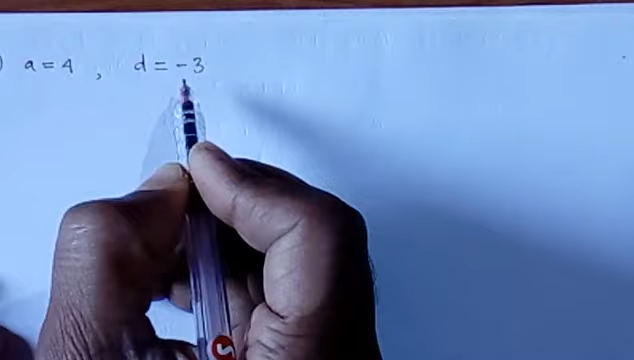 ) a = 4 , d = -3